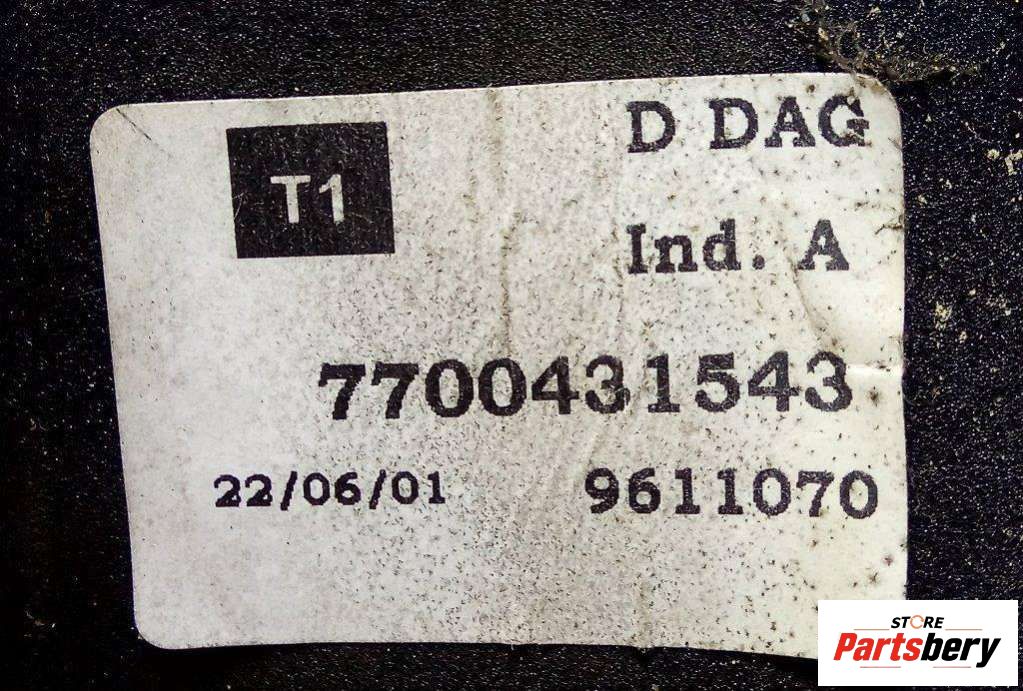 T1
D DAG
Ind. A
7700431543
22/06/01 9611070
STORE
Partsbery